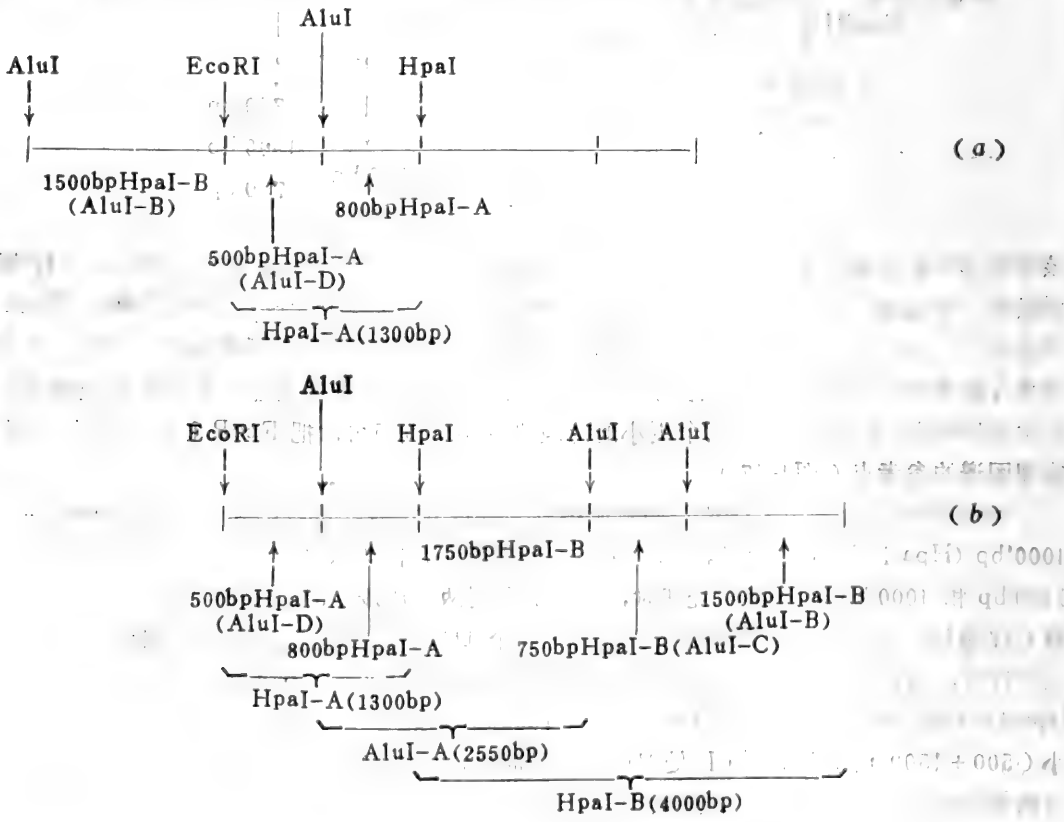 AluI
AluI EcoRI HpaI
(a)
1500bpHpaI-B
(AluI-B)
800bpHpaI-A
500bpHpaI-A
(AluI-D)
HpaI-A(1300bp)
AluI
EcoRI HpaI AluI AluI
(b)
1750bpHpaI-B
500bpHpaI-A
(AluI-D)
1500bpHpaI-B
(AluI-B)
800bpHpaI-A 750bpHpaI-B(AluI-C)
HpaI-A(1300bp)
AluI-A(2550bp)
HpaI-B(4000bp)